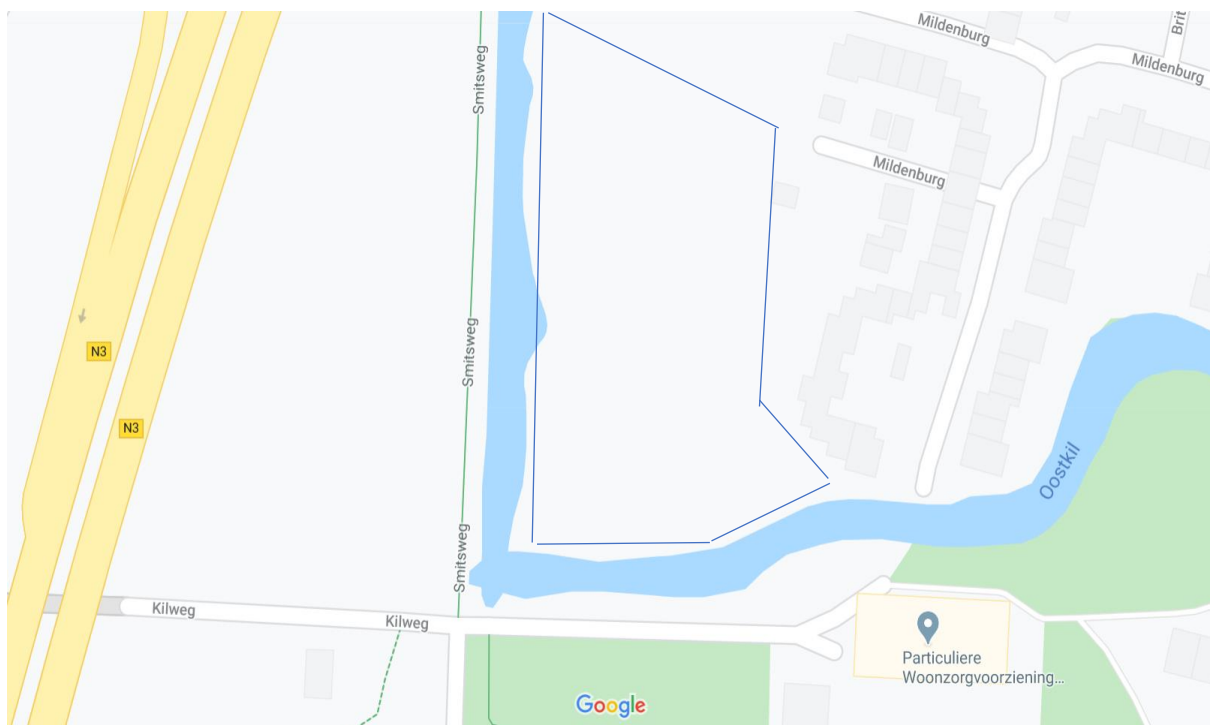 Mildenburg
Brit
Mildenburg
Smitsweg
Mildenburg
Smitsweg
N3
N3
Oostkil
Smitsweg
Kilweg
Kilweg
Particuliere
Woonzorgvoorziening...
Google